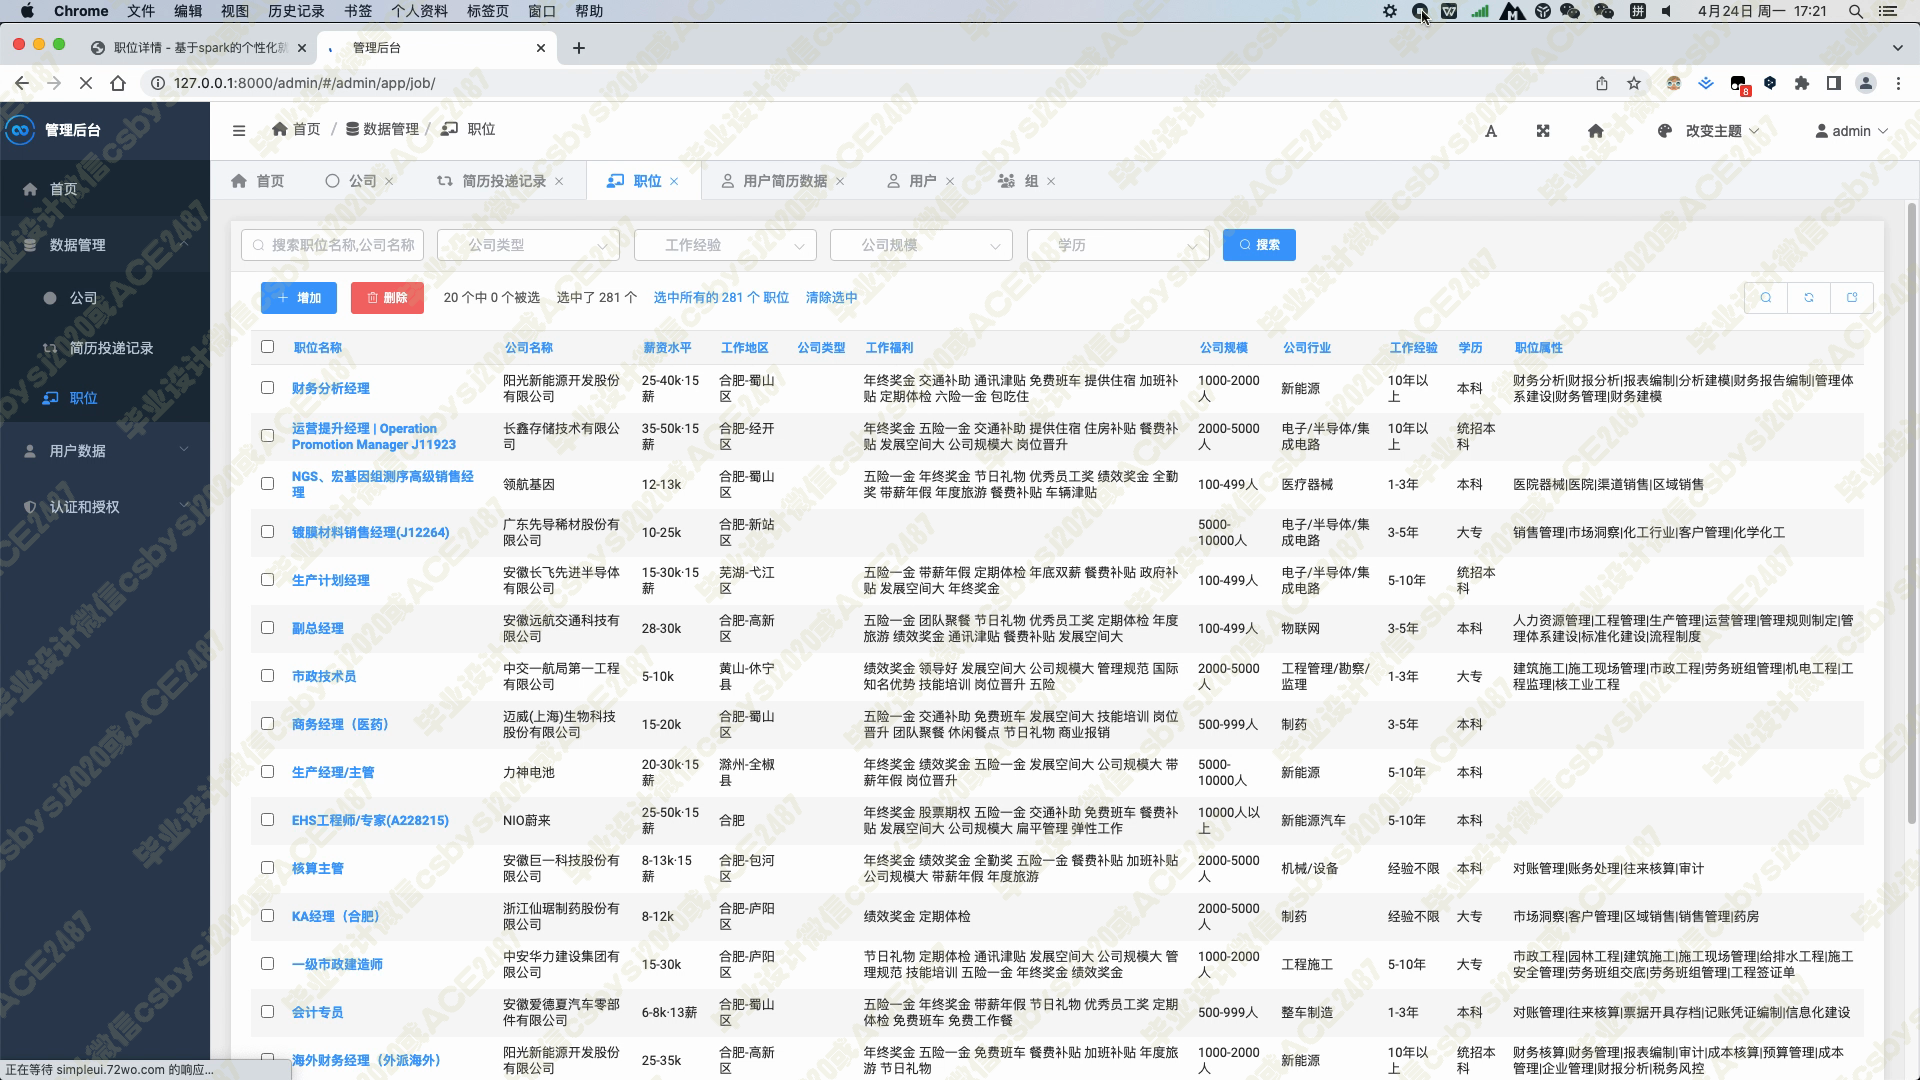 Chrome 文件 编辑 视图 历史记录 书签 个人资料 标签页 窗口 帮助 4月24日 周一 17:21
职位详情 - 基于spark的个性化就 管理后台
127.0.0.1:8000/admin/#/admin/app/job/ 8
管理后台 首页 / 数据管理 / 职位 改变主题 admin
首页 公司 简历投递记录 职位 用户简历数据 用户 组
首页
数据管理
公司
简历投递记录
职位
用户数据
认证和授权
搜索职位名称,公司名称 公司类型 工作经验 公司规模 学历 搜索
增加 删除 20 个中 0 个被选 选中了 281 个 选中所有的 281 个 职位 清除选中
职位名称 公司名称 薪资水平 工作地区 公司类型 工作福利 公司规模 公司行业 工作经验 学历 职位属性
财务分析经理 阳光新能源开发股份有限公司 25-40k·15薪 合肥-蜀山区 年终奖金 交通补助 通讯津贴 免费班车 提供住宿 加班补贴 定期体检 六险一金 包吃住 1000-2000人 新能源 10年以上 本科 财务分析|财报分析|报表编制|分析建模|财务报告编制|管理体系建设|财务管理|财务建模
运营提升经理 | Operation Promotion Manager J11923 长鑫存储技术有限公司 35-50k·15薪 合肥-经开区 年终奖金 五险一金 交通补助 提供住宿 住房补贴 餐费补贴 发展空间大 公司规模大 岗位晋升 2000-5000人 电子/半导体/集成电路 10年以上 统招本科
NGS、宏基因组测序高级销售经理 领航基因 12-13k 合肥-蜀山区 五险一金 年终奖金 节日礼物 优秀员工奖 绩效奖金 全勤奖 带薪年假 年度旅游 餐费补贴 车辆津贴 100-499人 医疗器械 1-3年 本科 医院器械|医院|渠道销售|区域销售
镀膜材料销售经理(J12264) 广东先导稀材股份有限公司 10-25k 合肥-新站区 5000-10000人 电子/半导体/集成电路 3-5年 大专 销售管理|市场洞察|化工行业|客户管理|化学化工
生产计划经理 安徽长飞先进半导体有限公司 15-30k·15薪 芜湖-弋江区 五险一金 带薪年假 定期体检 年底双薪 餐费补贴 政府补贴 发展空间大 年终奖金 100-499人 电子/半导体/集成电路 5-10年 统招本科
副总经理 安徽远航交通科技有限公司 28-30k 合肥-高新区 五险一金 团队聚餐 节日礼物 优秀员工奖 定期体检 年度旅游 绩效奖金 通讯津贴 餐费补贴 发展空间大 100-499人 物联网 3-5年 本科 人力资源管理|工程管理|生产管理|运营管理|管理规则制定|管理体系建设|标准化建设|流程制度
市政技术员 中交一航局第一工程有限公司 5-10k 黄山-休宁县 绩效奖金 领导好 发展空间大 公司规模大 管理规范 国际知名优势 技能培训 岗位晋升 五险 2000-5000人 工程管理/勘察/监理 1-3年 大专 建筑施工|施工现场管理|市政工程|劳务班组管理|机电工程|工程监理|核工业工程
商务经理（医药） 迈威(上海)生物科技股份有限公司 15-20k 合肥-蜀山区 五险一金 交通补助 免费班车 发展空间大 技能培训 岗位晋升 团队聚餐 休闲餐点 节日礼物 商业报销 500-999人 制药 3-5年 本科
生产经理/主管 力神电池 20-30k·15薪 滁州-全椒县 年终奖金 绩效奖金 五险一金 发展空间大 公司规模大 带薪年假 岗位晋升 5000-10000人 新能源 5-10年 本科
EHS工程师/专家(A228215) NIO蔚来 25-50k·15薪 合肥 年终奖金 股票期权 五险一金 交通补助 免费班车 餐费补贴 发展空间大 公司规模大 扁平管理 弹性工作 10000人以上 新能源汽车 5-10年 本科
核算主管 安徽巨一科技股份有限公司 8-13k·15薪 合肥-包河区 年终奖金 绩效奖金 全勤奖 五险一金 餐费补贴 加班补贴 公司规模大 带薪年假 年度旅游 2000-5000人 机械/设备 经验不限 本科 对账管理|账务处理|往来核算|审计
KA经理（合肥） 浙江仙琚制药股份有限公司 8-12k 合肥-庐阳区 绩效奖金 定期体检 2000-5000人 制药 经验不限 大专 市场洞察|客户管理|区域销售|销售管理|药房
一级市政建造师 中安华力建设集团有限公司 15-30k 合肥-庐阳区 节日礼物 定期体检 通讯津贴 发展空间大 公司规模大 管理规范 技能培训 五险一金 年终奖金 绩效奖金 1000-2000人 工程施工 5-10年 大专 市政工程|园林工程|建筑施工|施工现场管理|给排水工程|施工安全管理|劳务班组交底|劳务班组管理|工程签证单
会计专员 安徽爱德夏汽车零部件有限公司 6-8k·13薪 合肥-蜀山区 五险一金 年终奖金 带薪年假 节日礼物 优秀员工奖 定期体检 免费班车 免费工作餐 500-999人 整车制造 1-3年 本科 对账管理|往来核算|票据开具存档|记账凭证编制|信息化建设
海外财务经理（外派海外） 阳光新能源开发股份有限公司 25-35k 合肥-高新区 年终奖金 五险一金 免费班车 餐费补贴 加班补贴 年度旅游 节日礼物 1000-2000人 新能源 10年以上 统招本科 财务核算|财务管理|报表编制|审计|成本核算|预算管理|成本管理|企业管理|财报分析|税务风控
正在等待 simpleui.72wo.com 的响应...
毕业设计微信csbysj2020或ACE2487